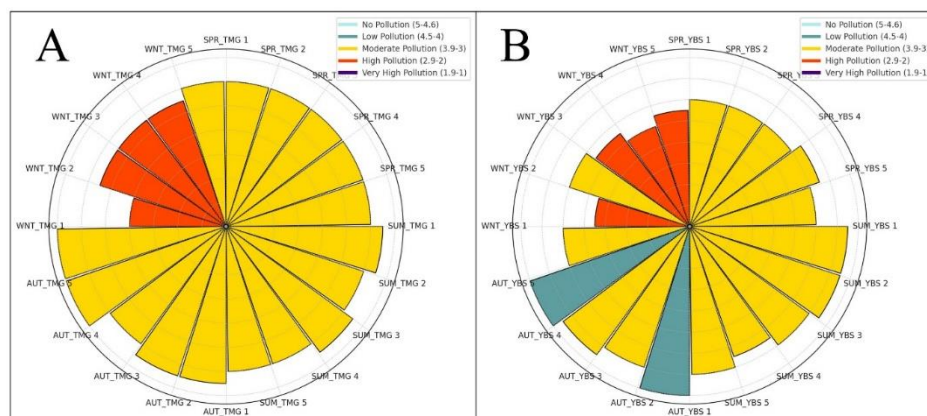 A
No Pollution (5-4.6)
Low Pollution (4.5-4)
Moderate Pollution (3.9-3)
High Pollution (2.9-2)
Very High Pollution (1.9-1)
SPR_TMG 1
SPR_TMG 2
SPR_T
SPR_TMG 4
SPR_TMG 5
SUM_TMG 1
SUM_TMG 2
SUM_TMG 3
SUM_TMG 4
SUM_TMG 5
AUT_TMG 1
AUT_TMG 2
AUT_TMG 3
AUT_TMG 4
AUT_TMG 5
WNT_TMG 1
WNT_TMG 2
WNT_TMG 3
WNT_TMG 4
WNT_TMG 5
B
No Pollution (5-4.6)
Low Pollution (4.5-4)
Moderate Pollution (3.9-3)
High Pollution (2.9-2)
Very High Pollution (1.9-1
SPR_YBS 1
SPR_YBS 2
SPR_Y
SPR_YBS 4
SPR_YBS 5
SUM_YBS 1
SUM_YBS 2
SUM_YBS 3
SUM_YBS 4
SUM_YBS 5
AUT_YBS 1
AUT_YBS 2
AUT_YBS 3
AUT_YBS 4
AUT_YBS 5
WNT_YBS 1
WNT_YBS 2
WNT_YBS 3
WNT_YBS 4
WNT_YBS 5